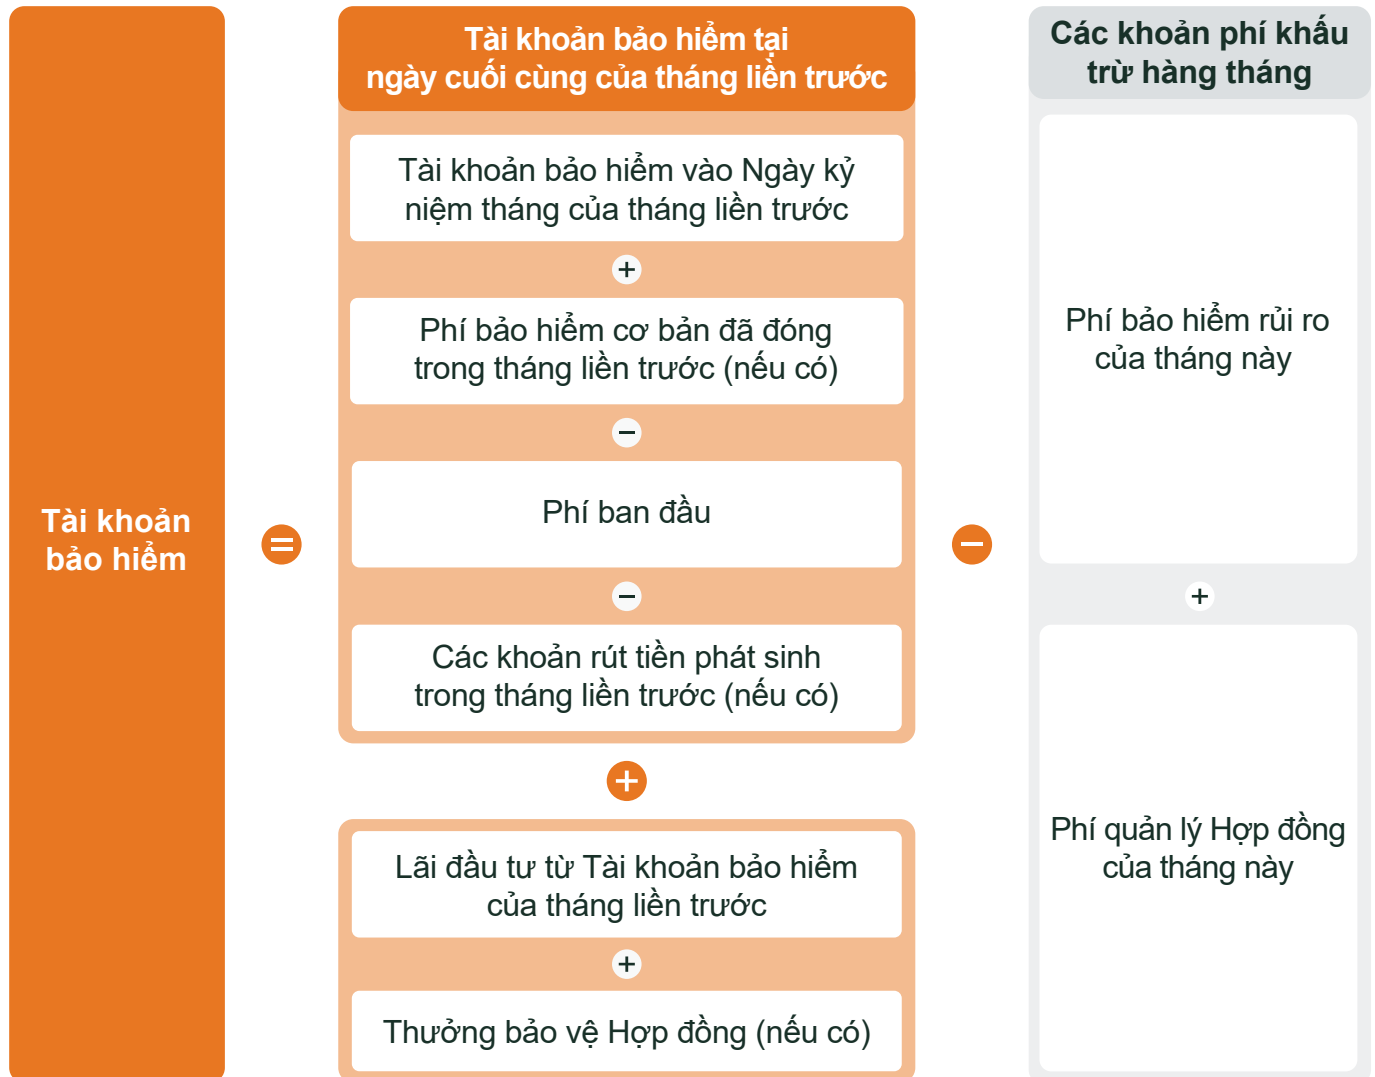 Tài khoản
bảo hiểm
=
Tài khoản bảo hiểm tại
ngày cuối cùng của tháng liền trước
Tài khoản bảo hiểm vào Ngày kỷ
niệm tháng của tháng liền trước
+
Phí bảo hiểm cơ bản đã đóng
trong tháng liền trước (nếu có)
−
Phí ban đầu
−
Các khoản rút tiền phát sinh
trong tháng liền trước (nếu có)
+
Lãi đầu tư từ Tài khoản bảo hiểm
của tháng liền trước
+
Thưởng bảo vệ Hợp đồng (nếu có)
−
Các khoản phí khấu
trừ hàng tháng
Phí bảo hiểm rủi ro
của tháng này
+
Phí quản lý Hợp đồng
của tháng này